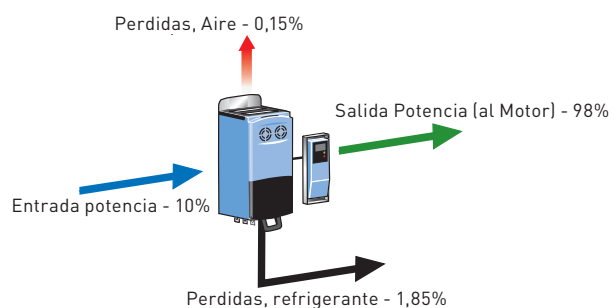 Perdidas, Aire - 0,15%
Salida Potencia (al Motor) - 98%
Entrada potencia - 10%
Perdidas, refrigerante - 1,85%